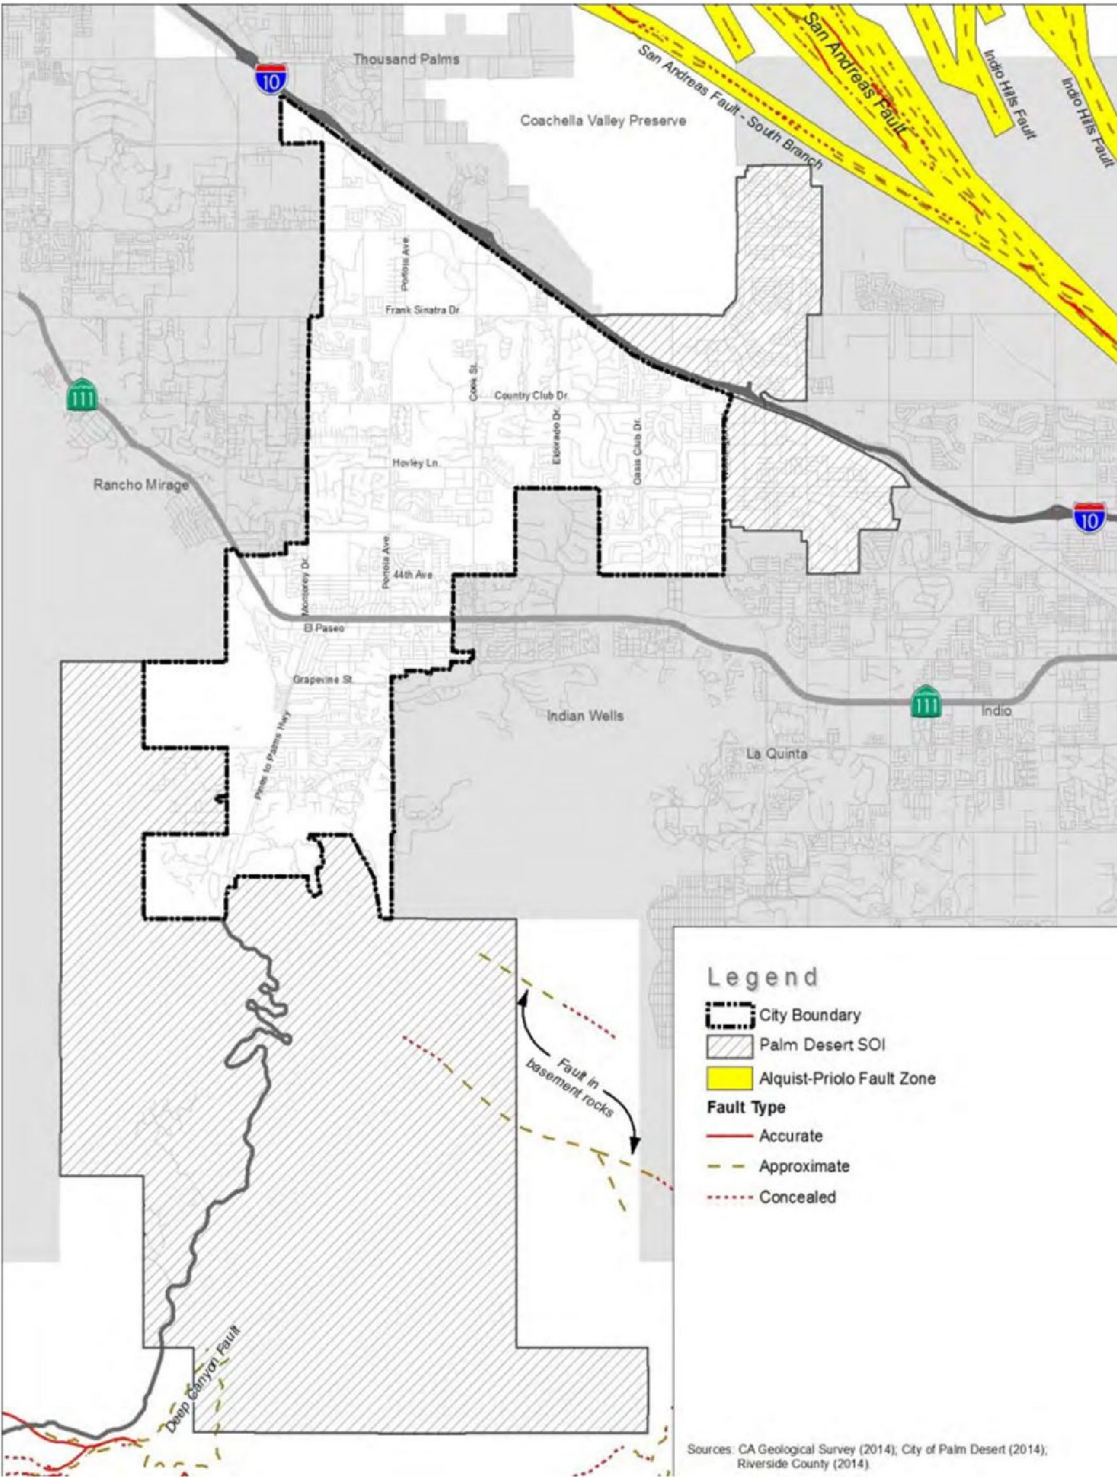 10
Thousand Palms
Coachella Valley Preserve
San Andreas Fault - South Branch
San Andreas Fault
Indio Hills Fault
Indio Hills Fault
Portola Ave.
Frank Sinatra Dr
Cook St.
Country Club Dr.
Eldorado Dr.
Oasis Club Dr.
Hovley Ln.
111
Rancho Mirage
10
Monterey Dr.
Portola Ave.
44th Ave
El Paseo
Grapevine St.
Pines to Palms Hwy
Indian Wells
La Quinta
111
Indio
Fault in
basement rocks
Deep Canyon Fault
Legend
City Boundary
Palm Desert SOI
Alquist-Priolo Fault Zone
Fault Type
Accurate
Approximate
Concealed
Sources: CA Geological Survey (2014); City of Palm Desert (2014);
Riverside County (2014).